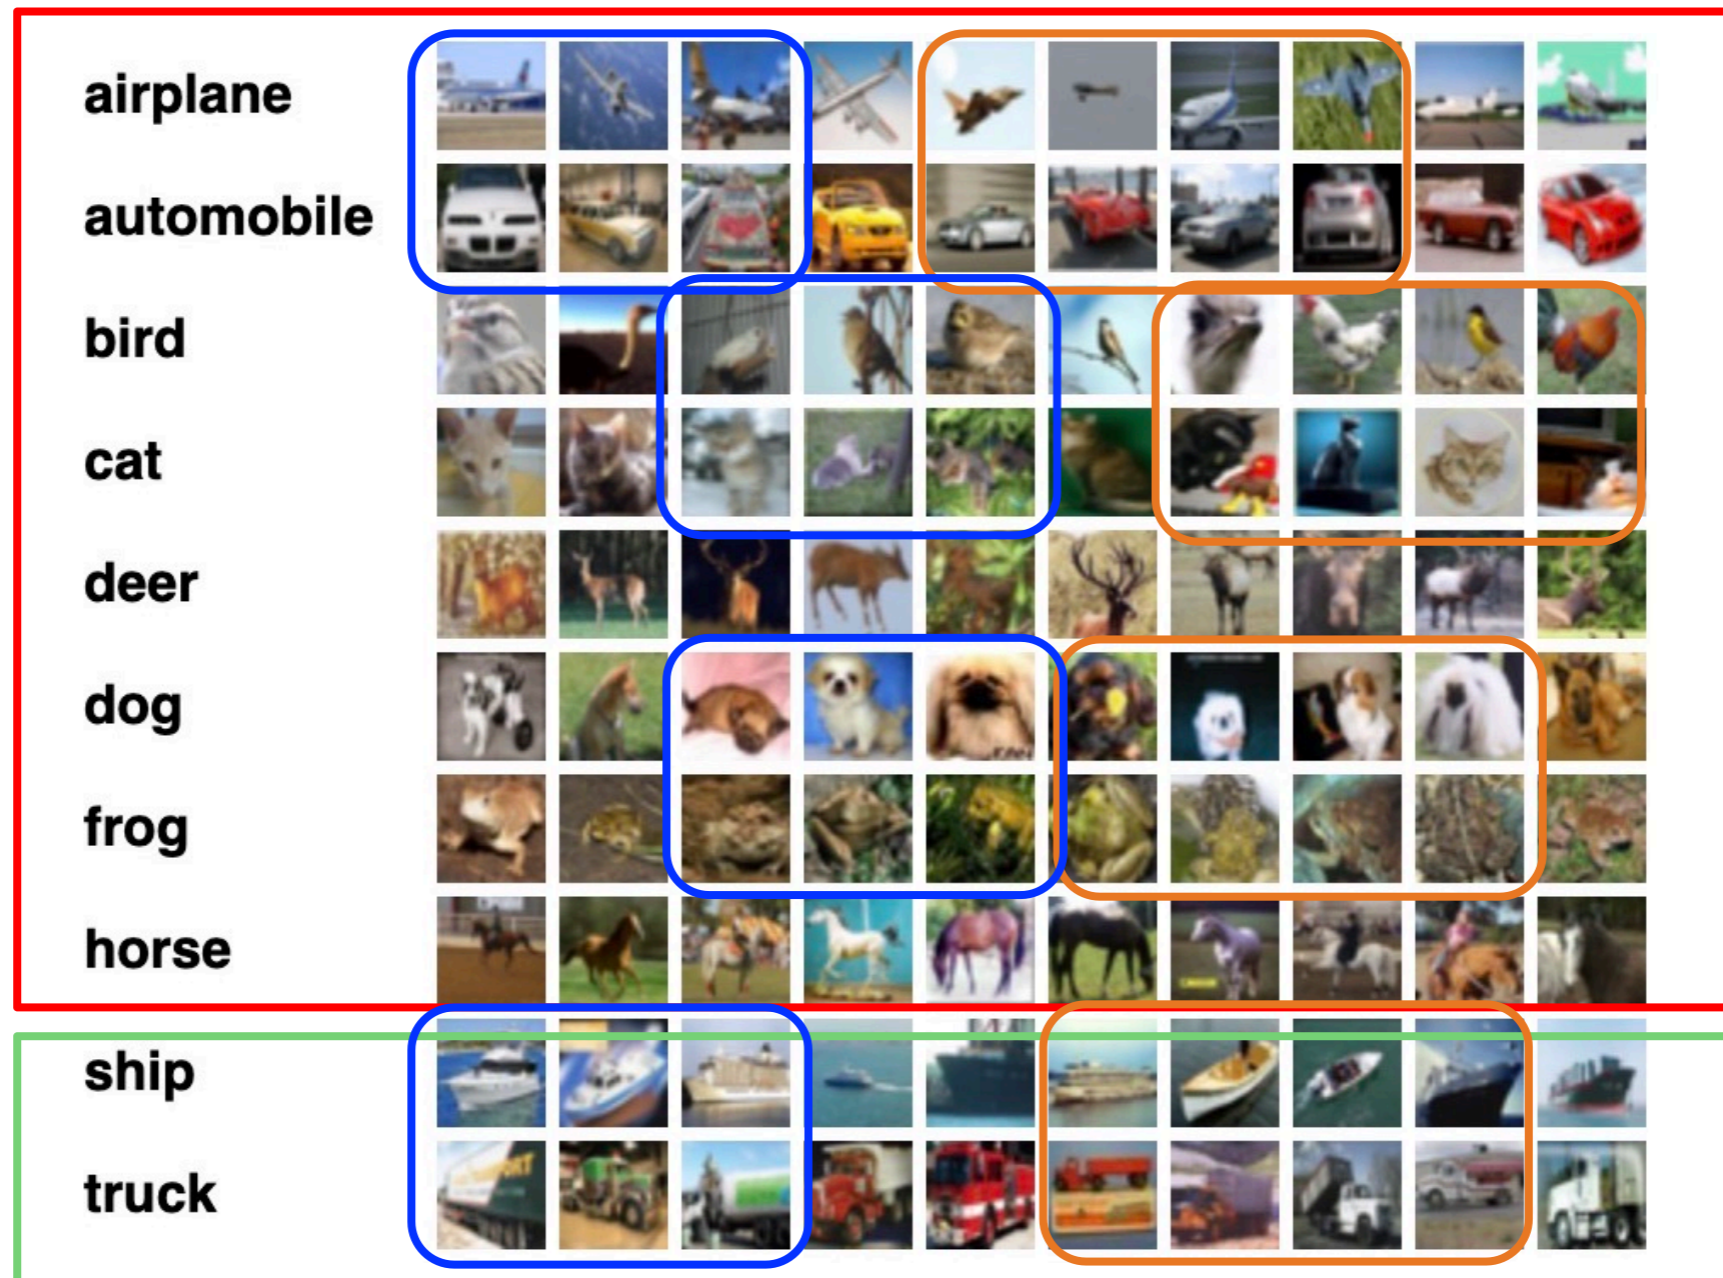 airplane
automobile
bird
cat
deer
dog
frog
horse
ship
truck